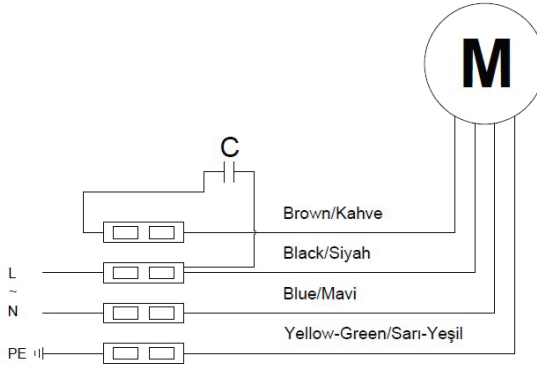 M
C
Brown/Kahve
Black/Siyah
L
~
Blue/Mavi
N
Yellow-Green/Sarı-Yeşil
PE